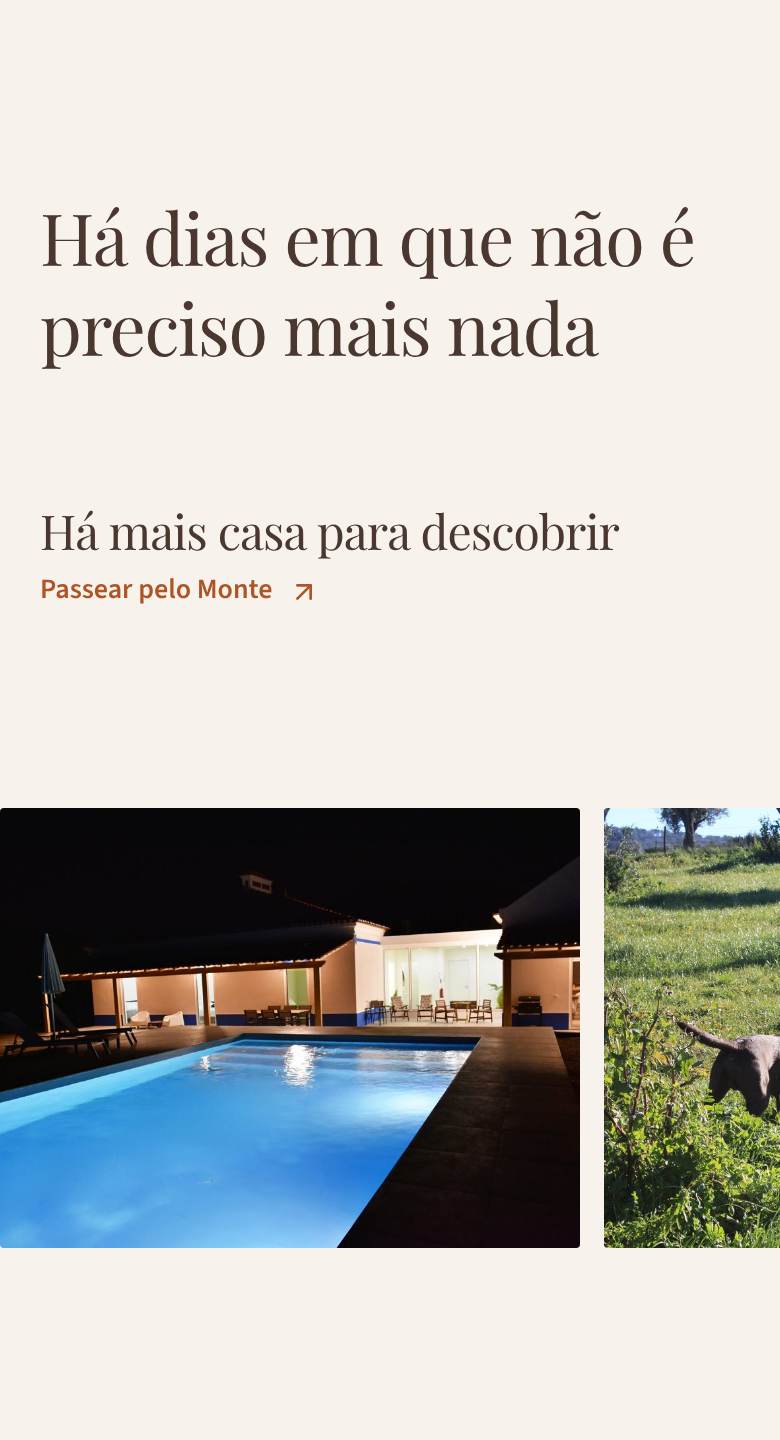 Há dias em que não é
preciso mais nada
Há mais casa para descobrir
Passear pelo Monte